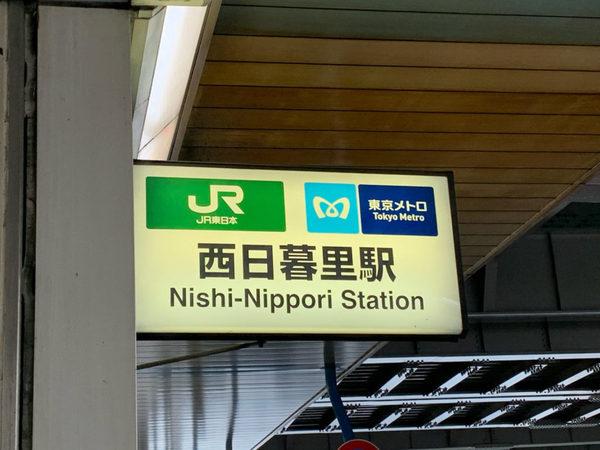 JR
JR東日本
東京メトロ
Tokyo Metro
西日暮里駅
Nishi-Nippori Station